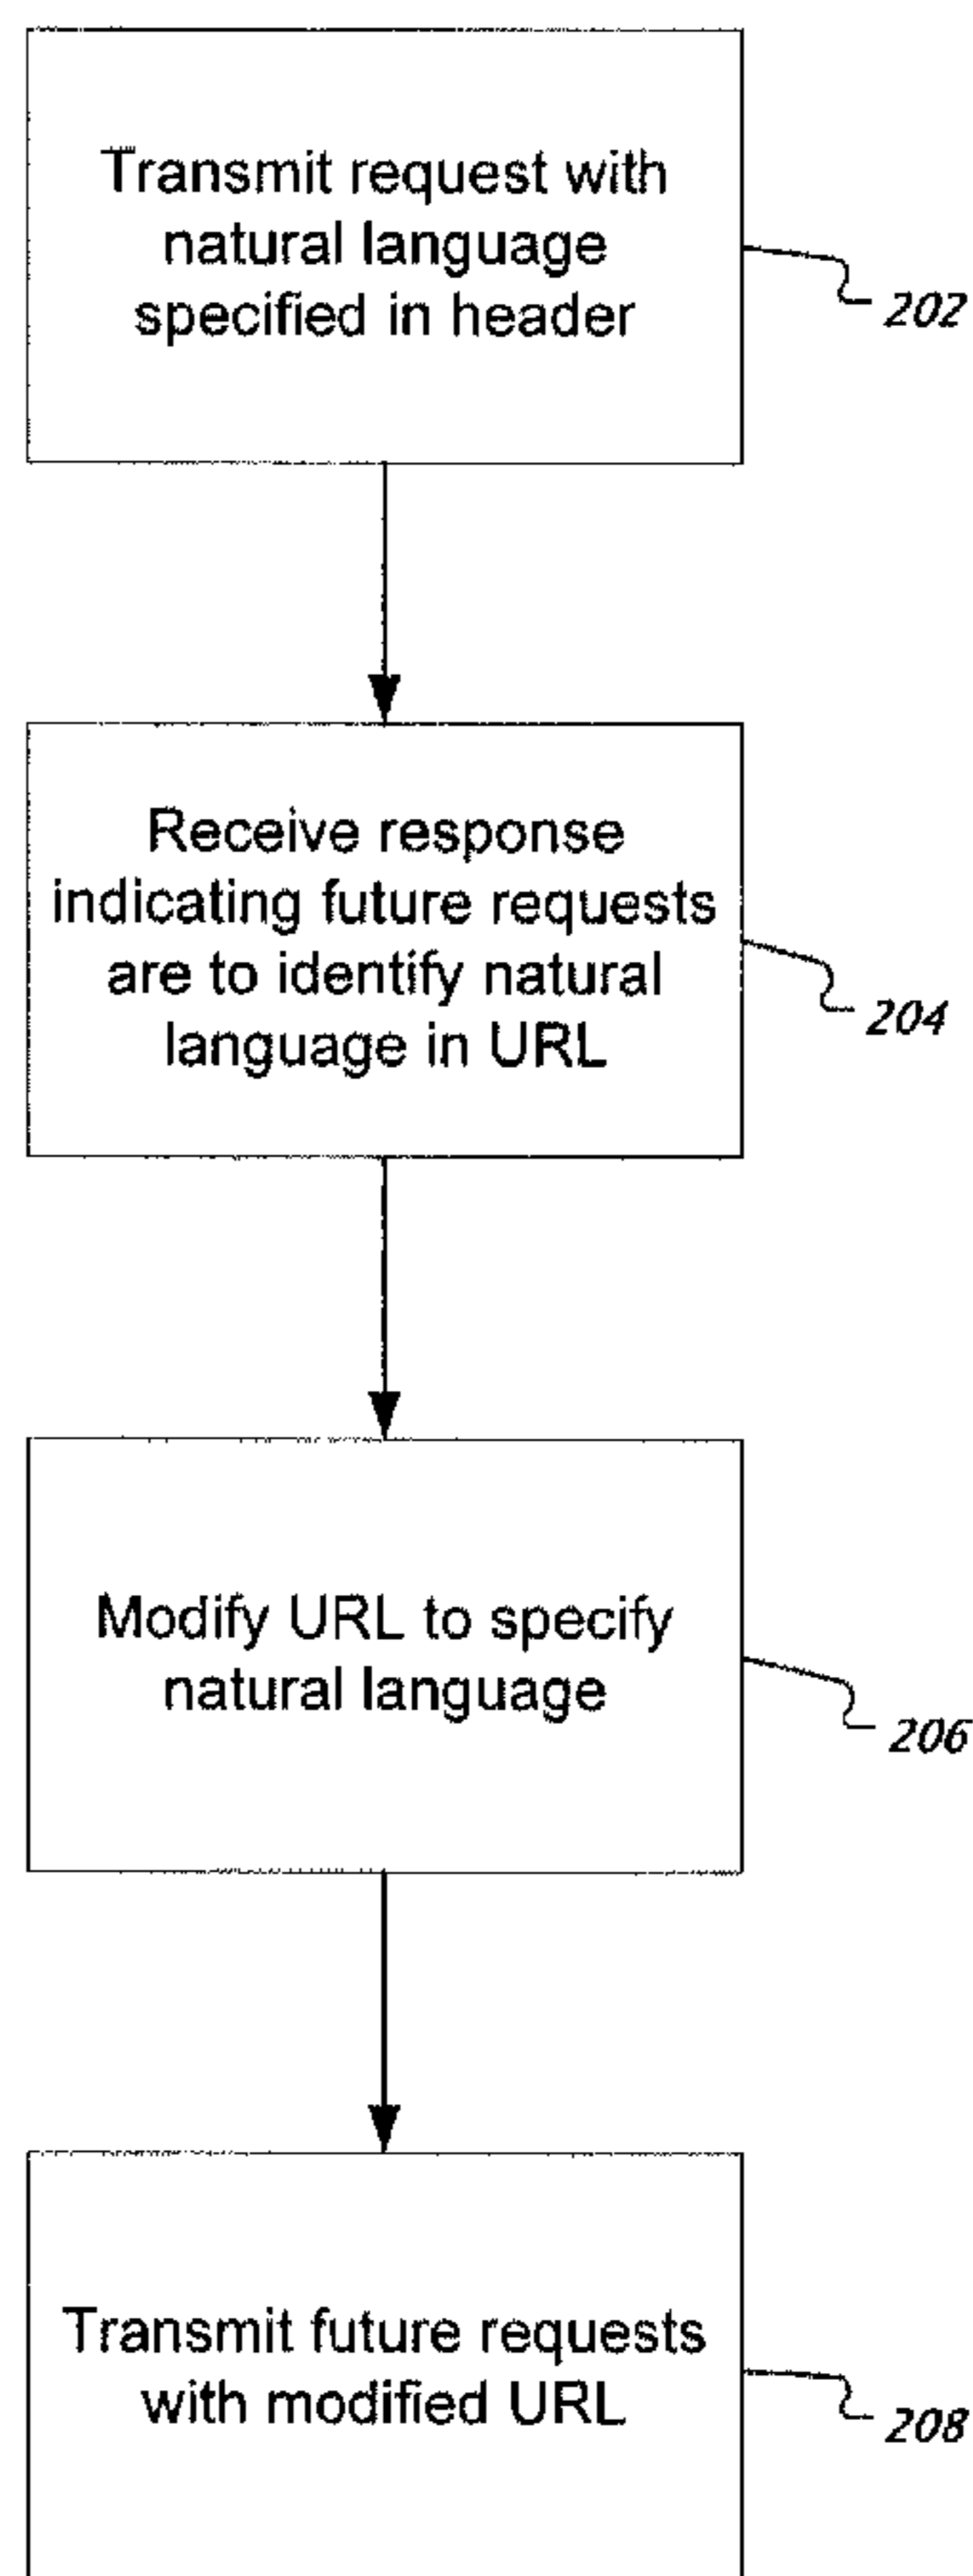 Transmit request with
natural language
specified in header
202
Receive response
indicating future requests
are to identify natural
language in URL
204
Modify URL to specify
natural language
206
Transmit future requests
with modified URL
208